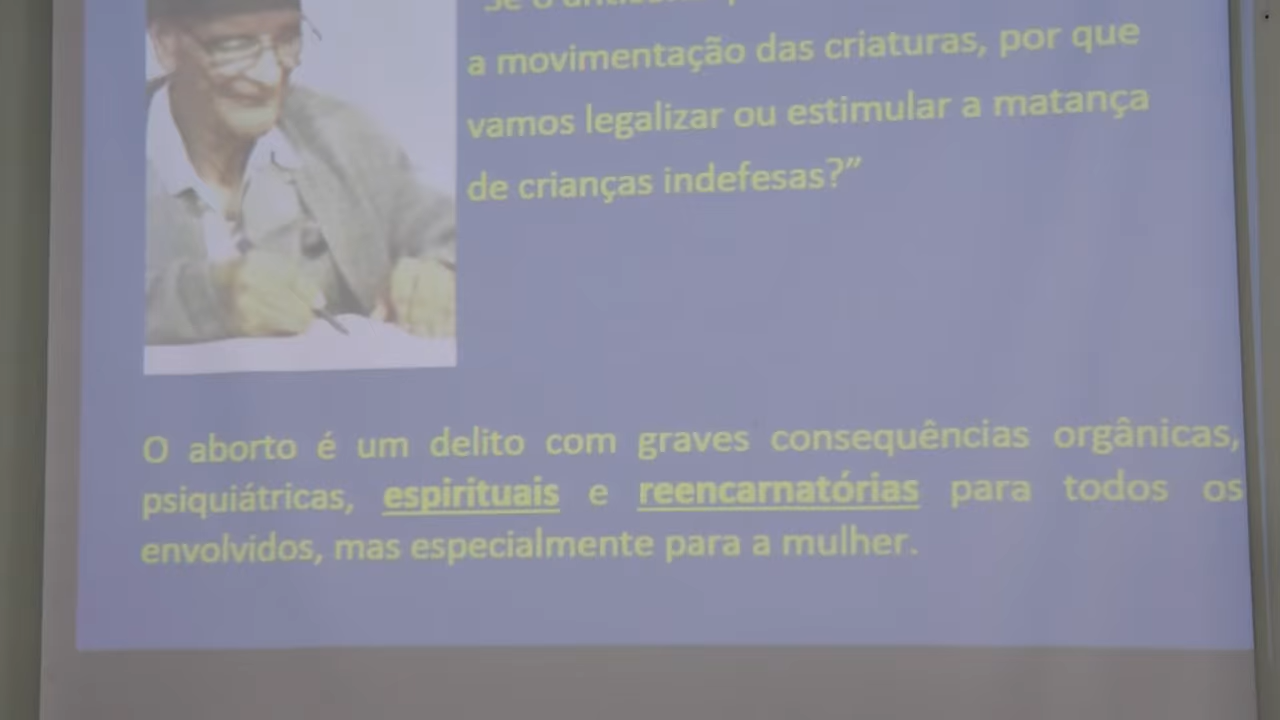 a movimentação das criaturas, por que
vamos legalizar ou estimular a matança
de crianças indefesas?”
O aborto é um delito com graves consequências orgânicas,
psiquiátricas, espirituais e reencarnatórias para todos os
envolvidos, mas especialmente para a mulher.